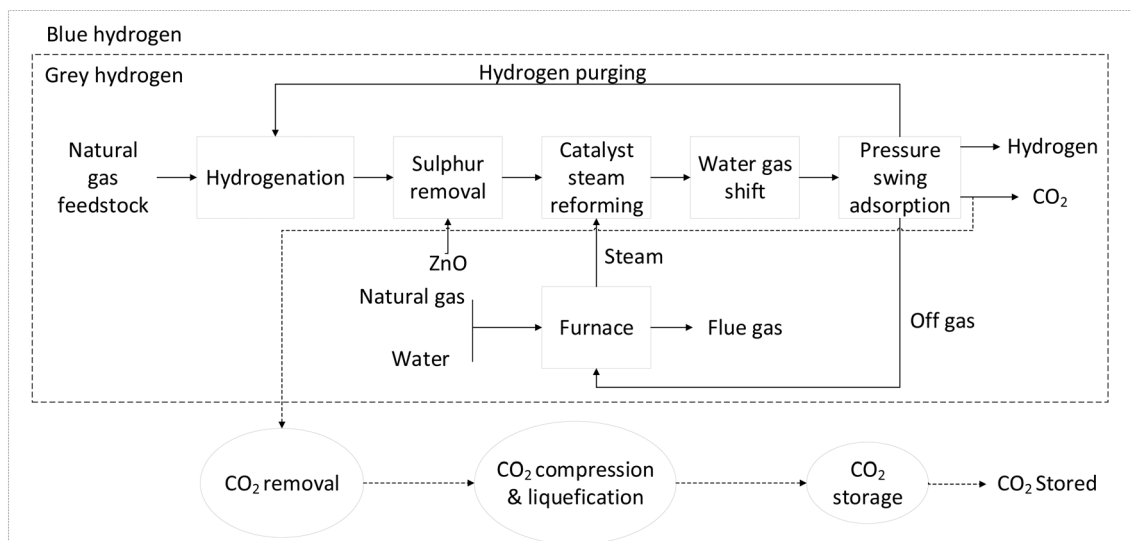 Blue hydrogen
Grey hydrogen
Hydrogen purging
Natural
gas
feedstock
Hydrogenation
Sulphur
removal
Catalyst
steam
reforming
Water gas
shift
Pressure
swing
adsorption
Hydrogen
CO₂
ZnO
Steam
Natural gas
Water
Furnace
Flue gas
Off gas
CO₂ removal
CO₂ compression
& liquefication
CO₂
storage
CO₂ Stored